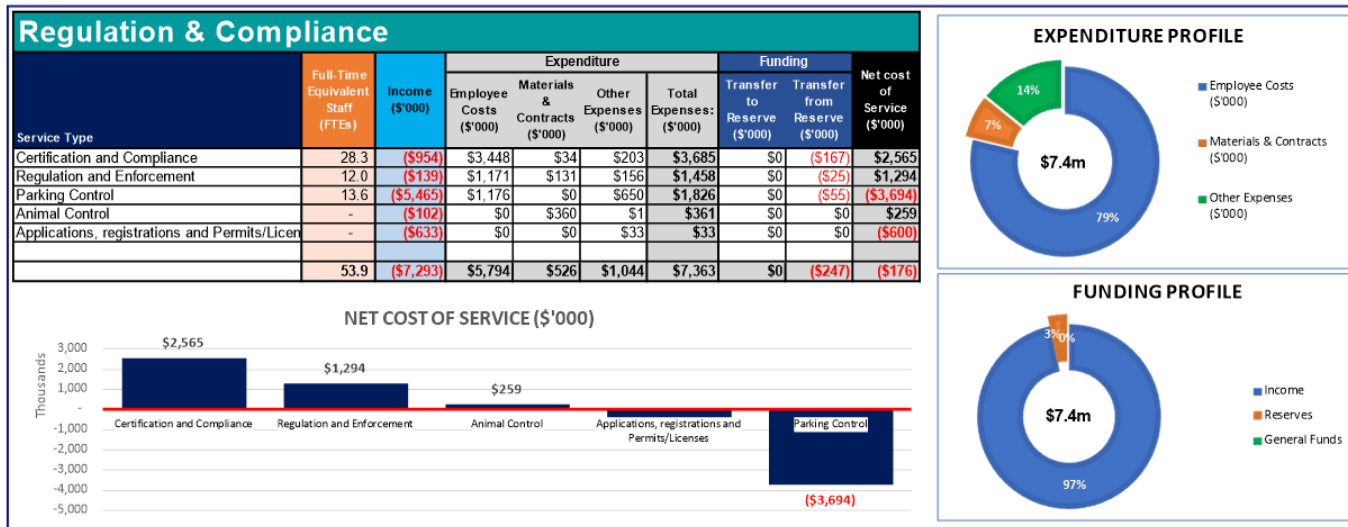 Regulation & Compliance
Service Type
Full-Time Equivalent Staff (FTEs)
Income ($'000)
Expenditure
Employee Costs ($'000)
Materials & Contracts ($'000)
Other Expenses ($'000)
Total Expenses: ($'000)
Funding
Transfer to Reserve ($'000)
Transfer from Reserve ($'000)
Net cost of Service ($'000)
Certification and Compliance 28.3 ($954) $3,448 $34 $203 $3,685 $0 ($167) $2,565
Regulation and Enforcement 12.0 ($139) $1,171 $131 $156 $1,458 $0 ($25) $1,294
Parking Control 13.6 ($5,465) $1,176 $0 $650 $1,826 $0 ($55) ($3,694)
Animal Control - ($102) $0 $360 $1 $361 $0 $0 $259
Applications, registrations and Permits/Licen - ($633) $0 $0 $33 $33 $0 $0 ($600)
53.9 ($7,293) $5,794 $526 $1,044 $7,363 $0 ($247) ($176)
NET COST OF SERVICE ($'000)
Thousands
3,000
2,000
1,000
-
-1,000
-2,000
-3,000
-4,000
-5,000
$2,565
$1,294
$259
($3,694)
Certification and Compliance
Regulation and Enforcement
Animal Control
Applications, registrations and
Permits/Licenses
Parking Control
EXPENDITURE PROFILE
14%
7%
79%
$7.4m
Employee Costs
($'000)
Materials & Contracts
($'000)
Other Expenses
($'000)
FUNDING PROFILE
3%
0%
97%
$7.4m
Income
Reserves
General Funds